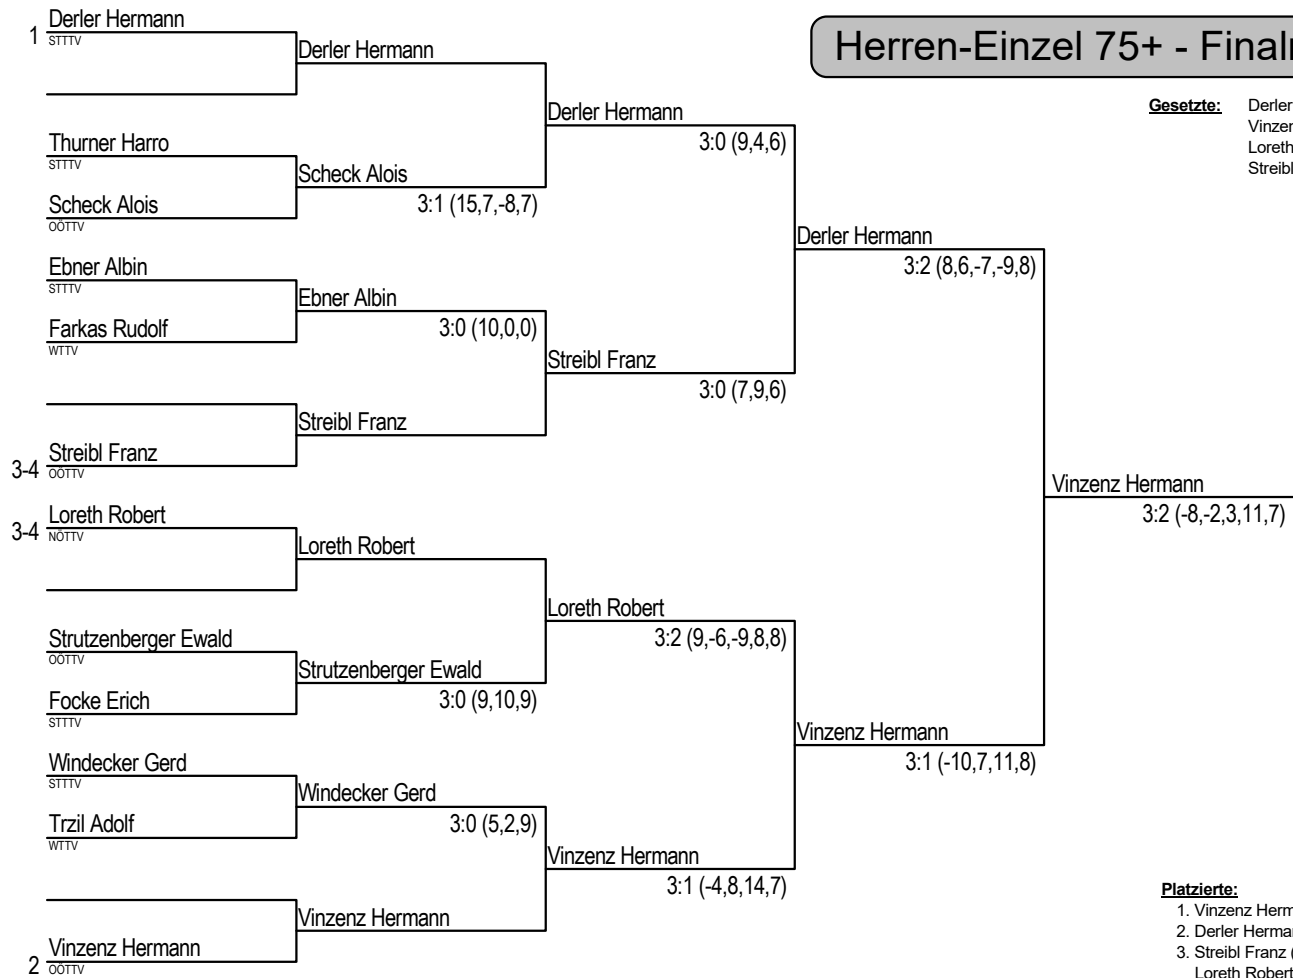 Herren-Einzel 75+ - Finalr
Gesetzte: Derler
Vinzen
Loreth
Streibl
1 Derler Hermann
STTTV
Thurner Harro
STTTV
Scheck Alois
OÖTTV
Ebner Albin
STTTV
Farkas Rudolf
WTTV
3-4 Streibl Franz
OÖTTV
3-4 Loreth Robert
NÖTTV
Strutzenberger Ewald
OÖTTV
Focke Erich
STTTV
Windecker Gerd
STTTV
Trzil Adolf
WTTV
2 Vinzenz Hermann
OÖTTV
Derler Hermann
Scheck Alois
3:1 (15,7,-8,7)
Ebner Albin
3:0 (10,0,0)
Streibl Franz
Loreth Robert
Strutzenberger Ewald
3:0 (9,10,9)
Windecker Gerd
3:0 (5,2,9)
Vinzenz Hermann
Derler Hermann
3:0 (9,4,6)
Streibl Franz
3:0 (7,9,6)
Loreth Robert
3:2 (9,-6,-9,8,8)
Vinzenz Hermann
3:1 (-4,8,14,7)
Derler Hermann
3:2 (8,6,-7,-9,8)
Vinzenz Hermann
3:1 (-10,7,11,8)
Vinzenz Hermann
3:2 (-8,-2,3,11,7)
Platzierte:
1. Vinzenz Herm
2. Derler Herman
3. Streibl Franz (
Loreth Robert